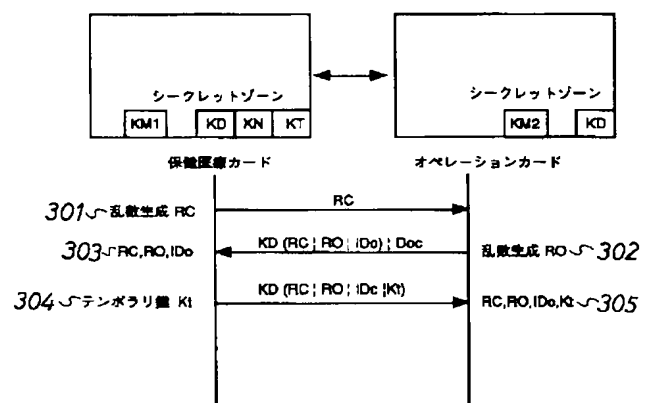 シークレットゾーン シークレットゾーン
KM1 KD XN KT KM2 KD
保健医療カード オペレーションカード
301 乱数生成 RC RC
303 RC,RO,IDo KD (RC ¦ RO ¦ IDo) ¦ Doc 乱数生成 RO 302
304 テンポラリ鍵 Kt KD (RC ¦ RO ¦ IDc ¦Kt) RC,RO,IDo,Kt 305